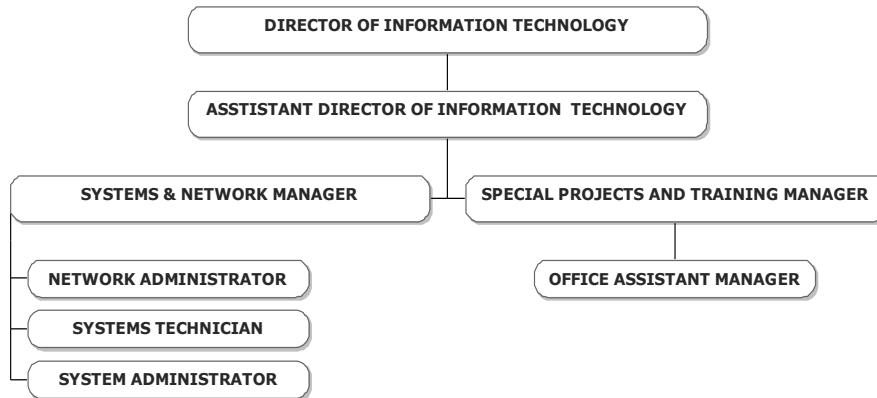 DIRECTOR OF INFORMATION TECHNOLOGY
ASSTISTANT DIRECTOR OF INFORMATION TECHNOLOGY
SYSTEMS & NETWORK MANAGER
SPECIAL PROJECTS AND TRAINING MANAGER
NETWORK ADMINISTRATOR
OFFICE ASSISTANT MANAGER
SYSTEMS TECHNICIAN
SYSTEM ADMINISTRATOR